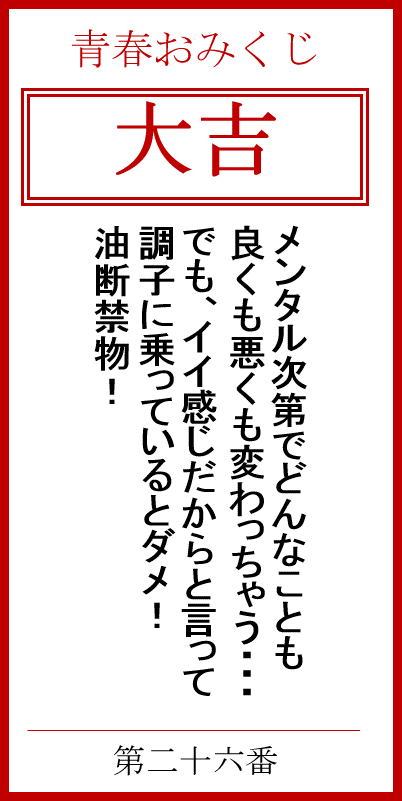 青春おみくじ
大吉
メンタル次第でどんなことも
良くも悪くも変わっちゃう・・・
でも、イイ感じだからと言って
調子に乗っているとダメ！
油断禁物！
第二十六番